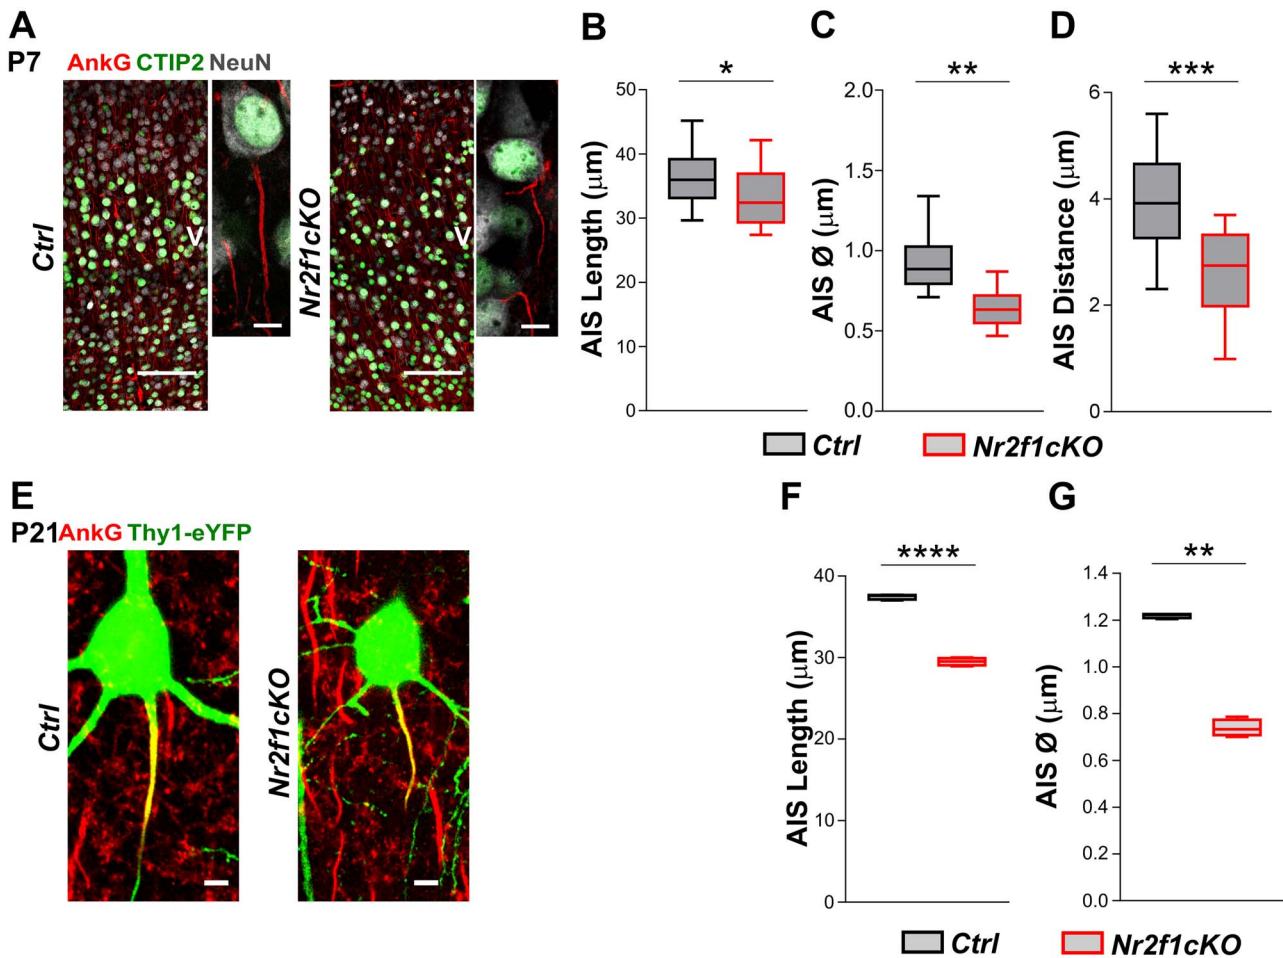 A
P7 AnkG CTIP2 NeuN
Ctrl
V
Nr2f1cKO
V
B
*
AIS Length (μm)
50
40
30
20
10
0
C
**
AIS Ø (μm)
2.0
1.5
1.0
0.5
0.0
D
***
AIS Distance (μm)
6
4
2
0
Ctrl Nr2f1cKO
E
P21 AnkG Thy1-eYFP
Ctrl
Nr2f1cKO
F
****
AIS Length (μm)
40
30
20
10
0
G
**
AIS Ø (μm)
1.4
1.2
1.0
0.8
0.6
0.4
0.2
0.0
Ctrl Nr2f1cKO